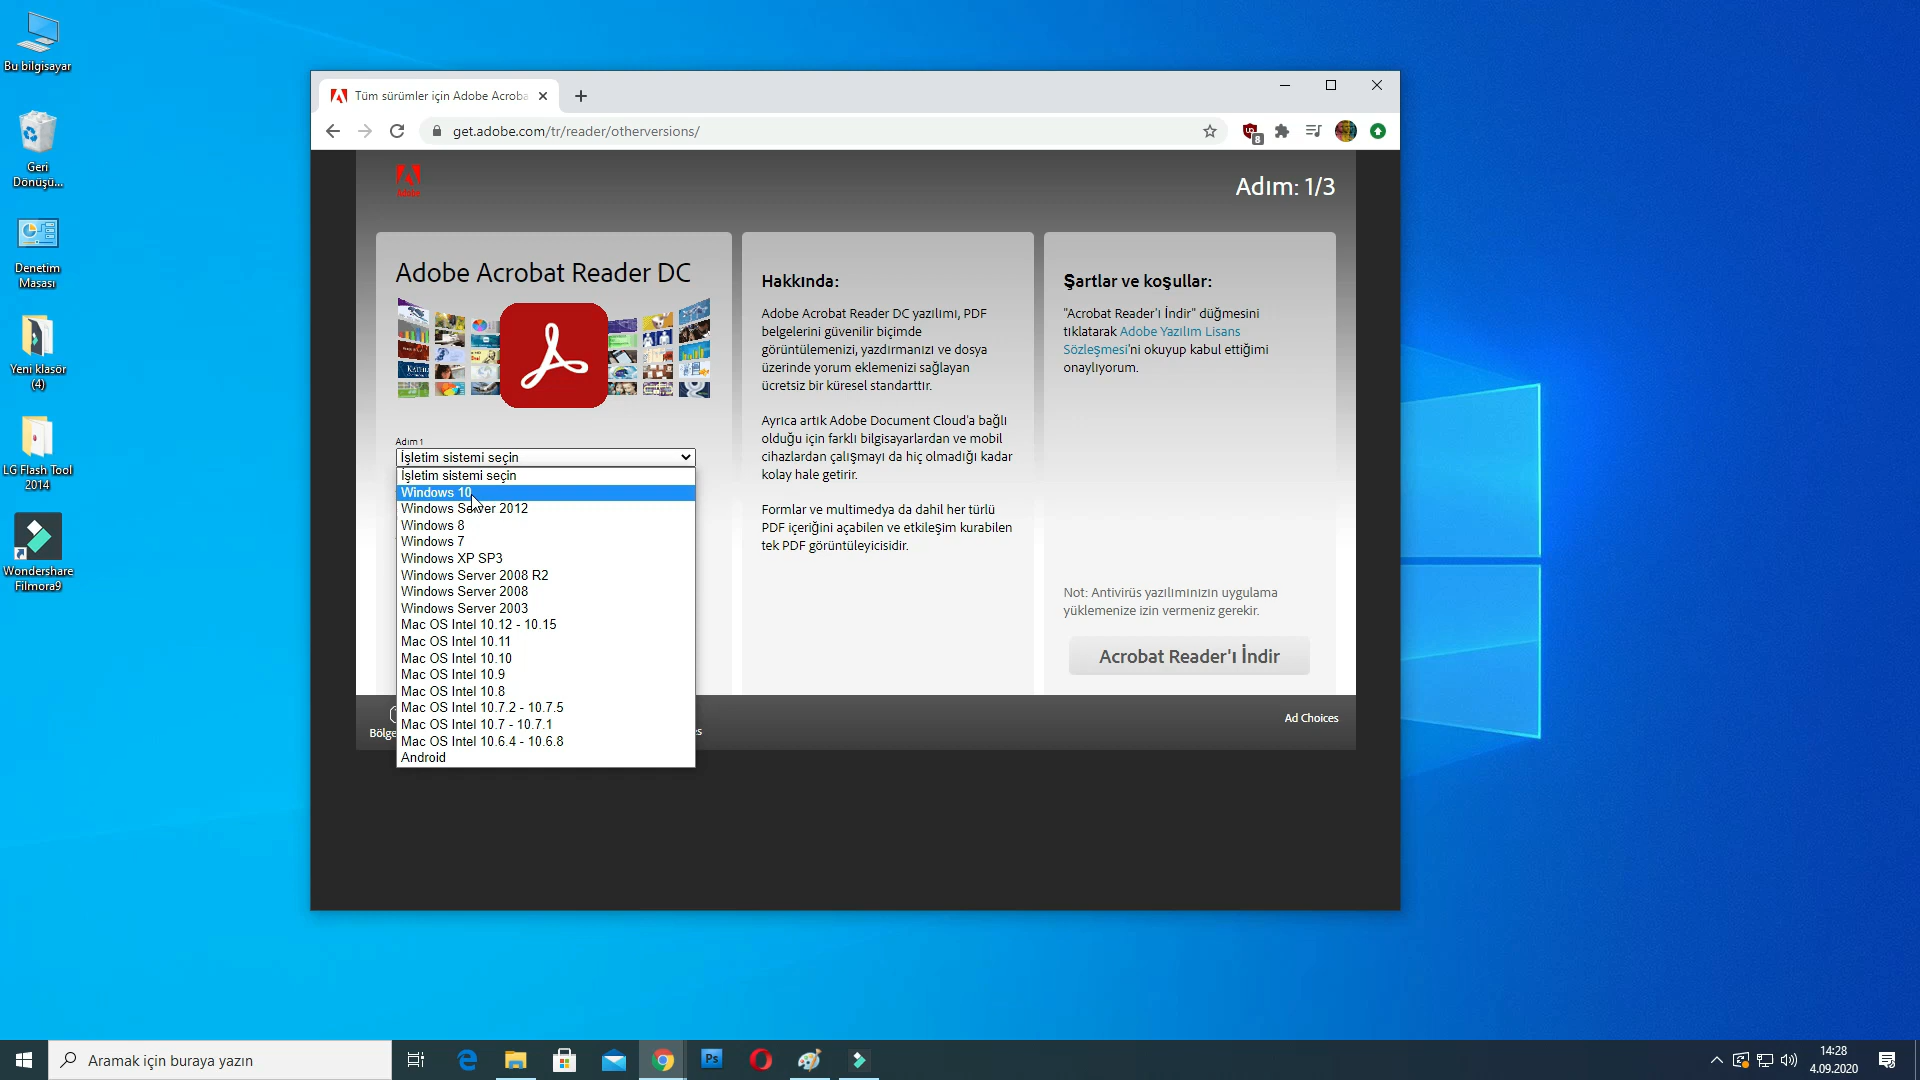 Bu bilgisayar
Geri
Dönüşü...
Denetim
Masası
Yeni klasör
(4)
LG Flash Tool
2014
Wondershare
Filmora9
Tüm sürümler için Adobe Acroba
get.adobe.com/tr/reader/otherversions/
8
Adobe
Adım: 1/3
Adobe Acrobat Reader DC
Adım 1
İşletim sistemi seçin
İşletim sistemi seçin
Windows 10
Windows Server 2012
Windows 8
Windows 7
Windows XP SP3
Windows Server 2008 R2
Windows Server 2008
Windows Server 2003
Mac OS Intel 10.12 - 10.15
Mac OS Intel 10.11
Mac OS Intel 10.10
Mac OS Intel 10.9
Mac OS Intel 10.8
Mac OS Intel 10.7.2 - 10.7.5
Mac OS Intel 10.7 - 10.7.1
Mac OS Intel 10.6.4 - 10.6.8
Android
Hakkında:
Adobe Acrobat Reader DC yazılımı, PDF
belgelerini güvenilir biçimde
görüntülemenizi, yazdırmanızı ve dosya
üzerinde yorum eklemenizi sağlayan
ücretsiz bir küresel standarttır.
Ayrıca artık Adobe Document Cloud'a bağlı
olduğu için farklı bilgisayarlardan ve mobil
cihazlardan çalışmayı da hiç olmadığı kadar
kolay hale getirir.
Formlar ve multimedya da dahil her türlü
PDF içeriğini açabilen ve etkileşim kurabilen
tek PDF görüntüleyicisidir.
Şartlar ve koşullar:
"Acrobat Reader'ı İndir" düğmesini
tıklatarak Adobe Yazılım Lisans
Sözleşmesi'ni okuyup kabul ettiğimi
onaylıyorum.
Not: Antivirüs yazılımınızın uygulama
yüklemenize izin vermeniz gerekir.
Acrobat Reader'ı İndir
Bölge
es
Ad Choices
Aramak için buraya yazın
Ps
14:28
4.09.2020